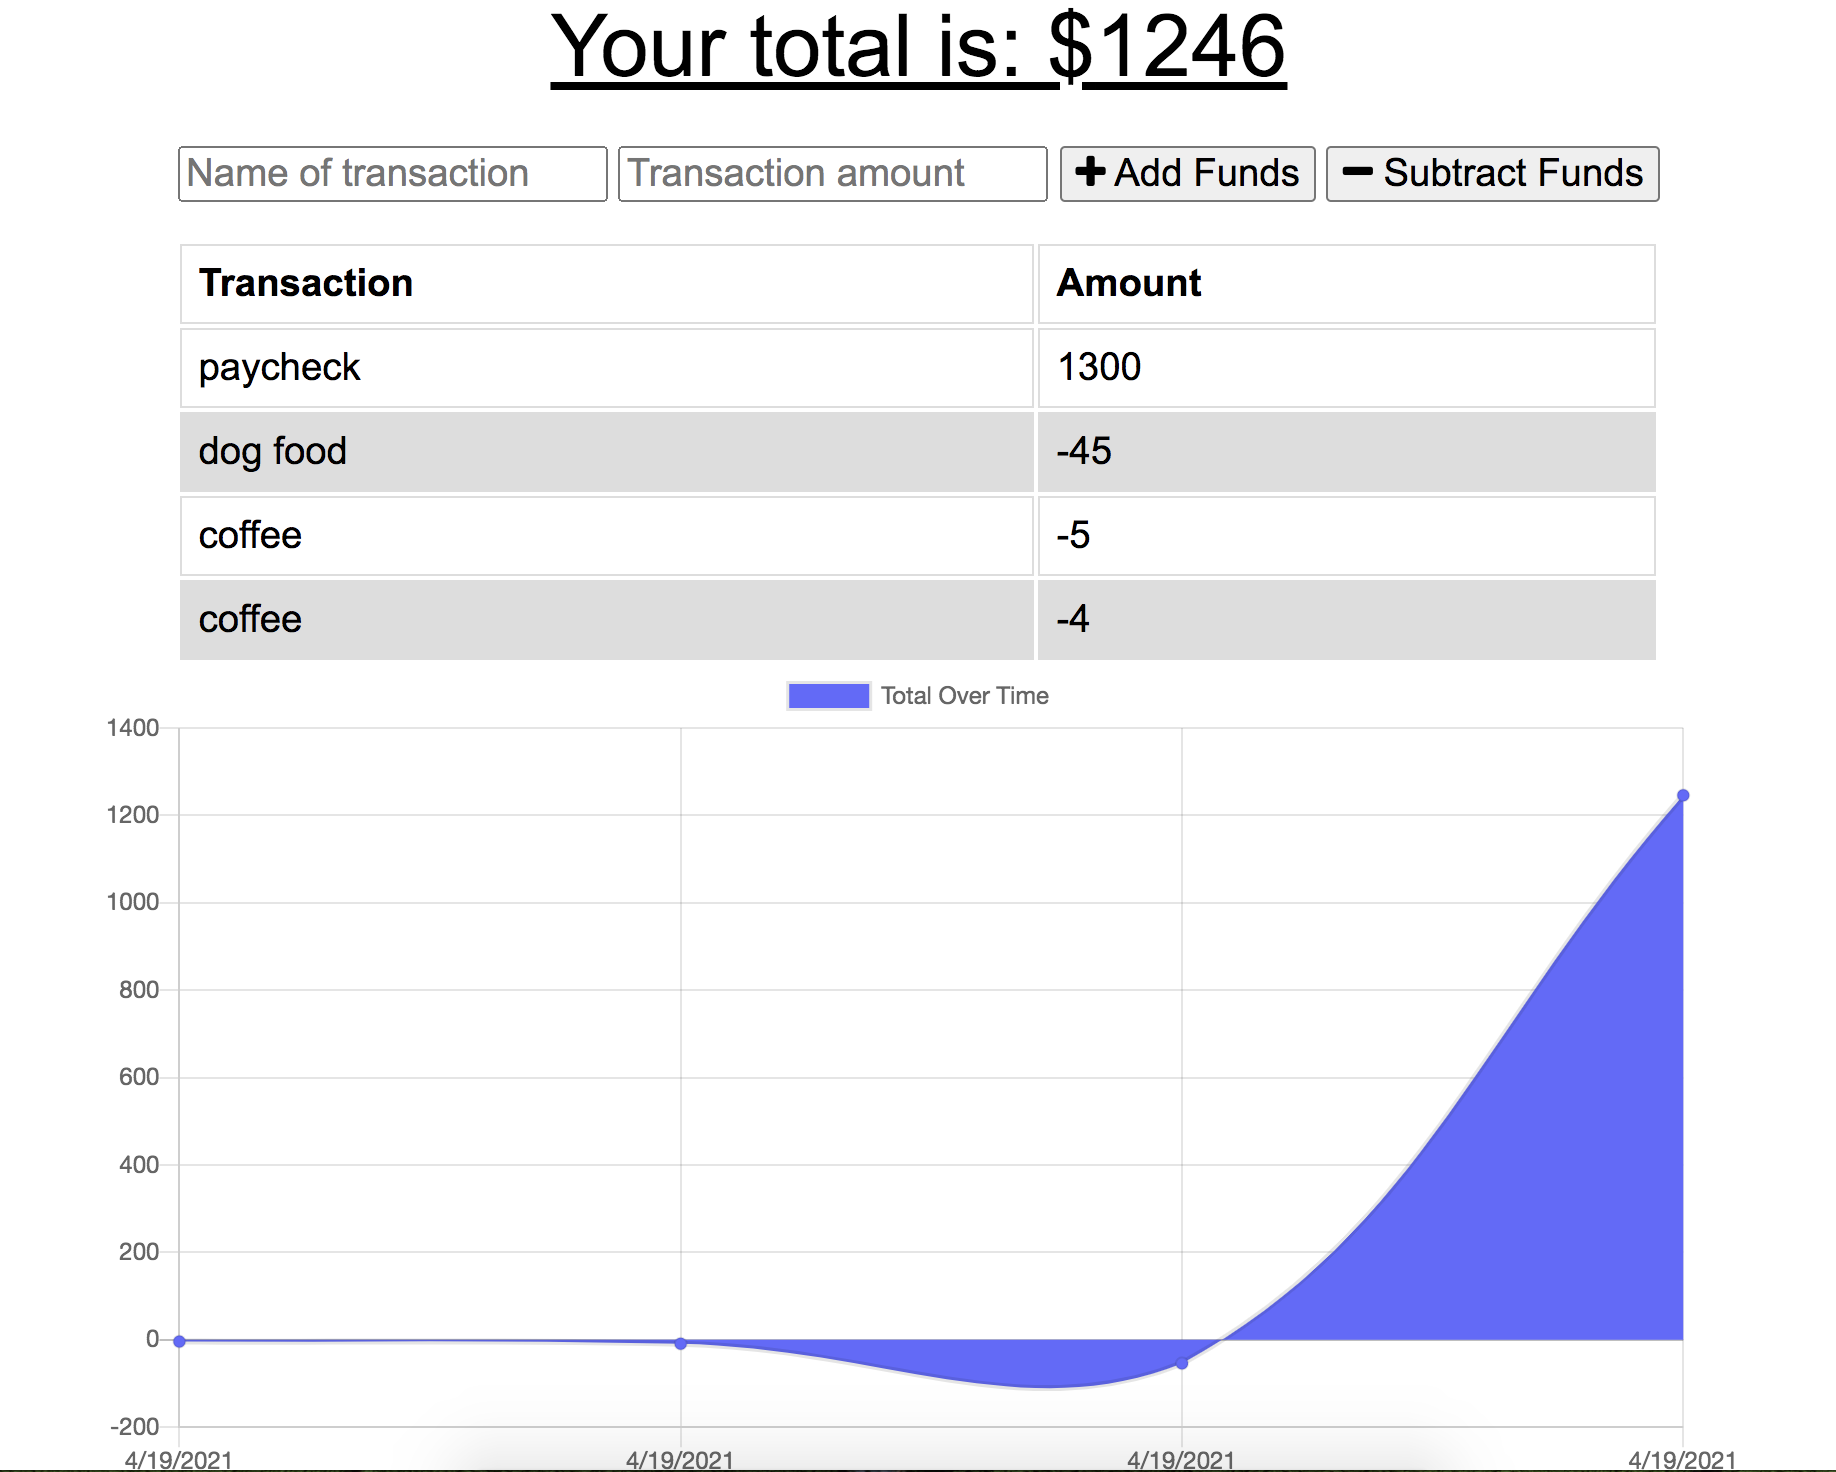 Your total is: $1246
Name of transaction Transaction amount Add Funds Subtract Funds
Transaction Amount
paycheck 1300
dog food -45
coffee -5
coffee -4
Total Over Time
1400
1200
1000
800
600
400
200
0
-200
4/19/2021 4/19/2021 4/19/2021 4/19/2021